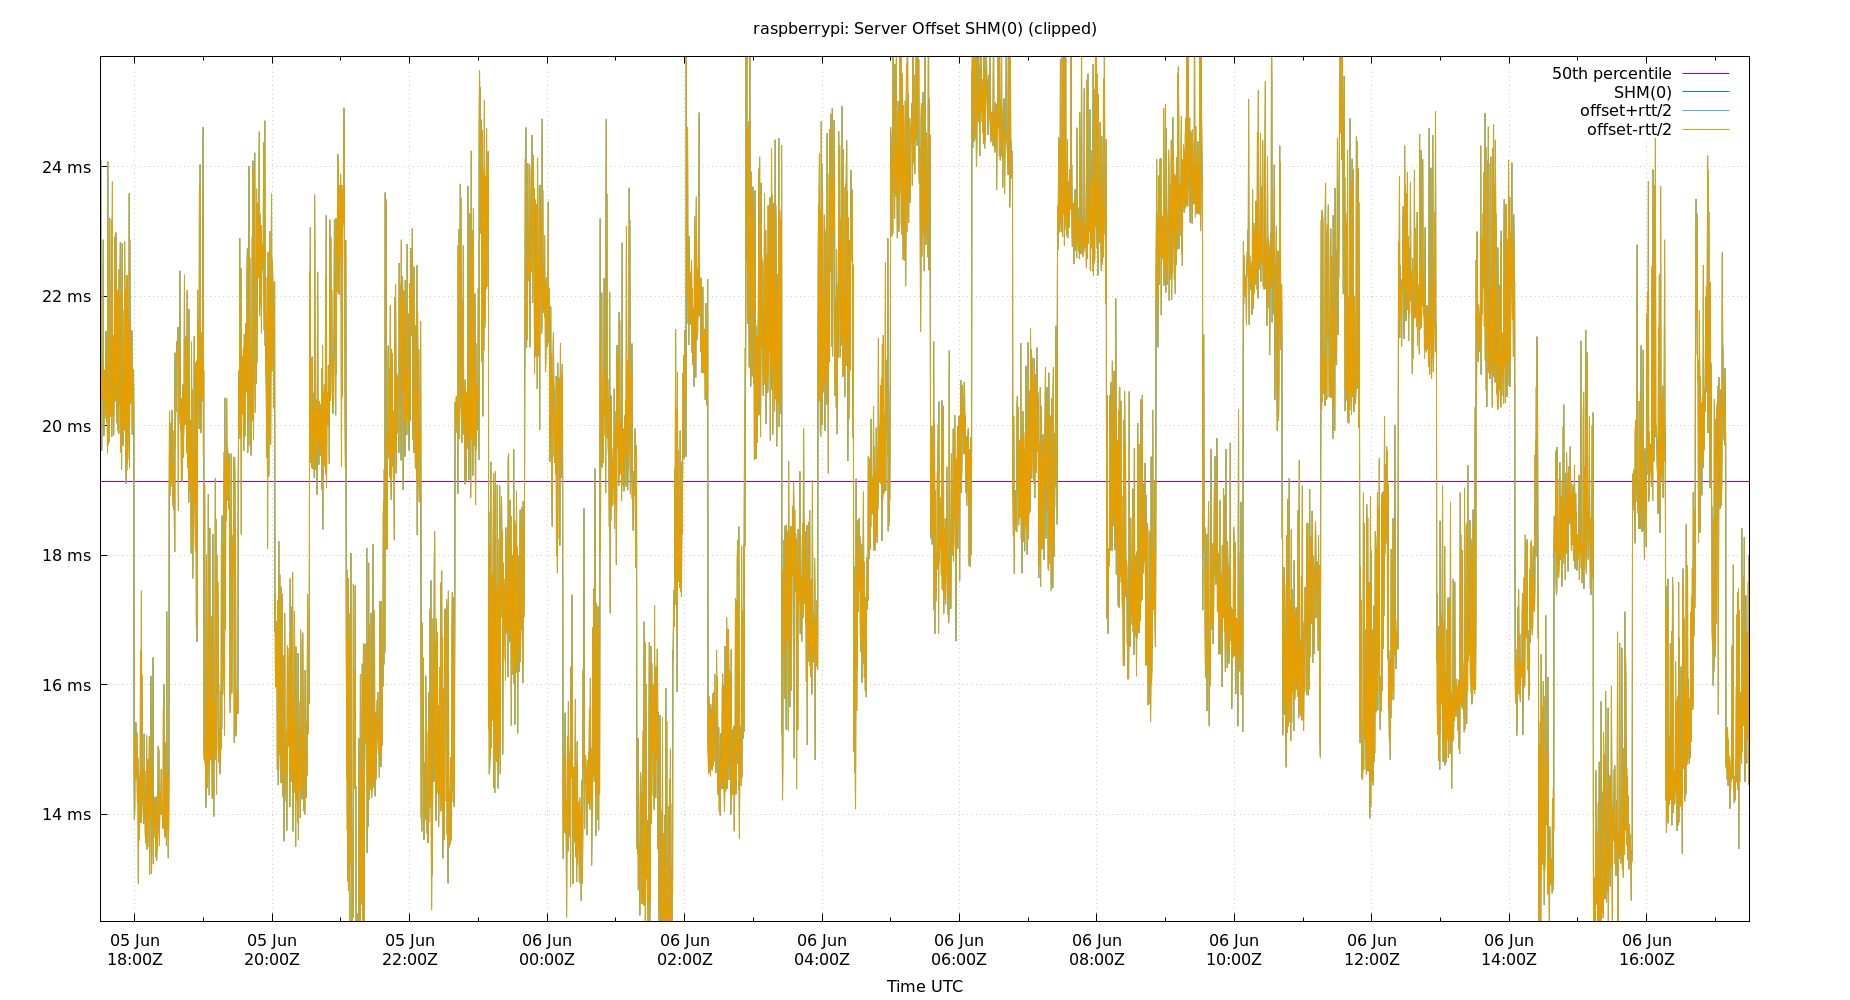 raspberrypi: Server Offset SHM(0) (clipped)
50th percentile
SHM(0)
offset+rtt/2
offset-rtt/2
24 ms
22 ms
20 ms
18 ms
16 ms
14 ms
05 Jun 05 Jun 05 Jun 06 Jun 06 Jun 06 Jun 06 Jun 06 Jun 06 Jun 06 Jun 06 Jun 06 Jun
18:00Z 20:00Z 22:00Z 00:00Z 02:00Z 04:00Z 06:00Z 08:00Z 10:00Z 12:00Z 14:00Z 16:00Z
Time UTC